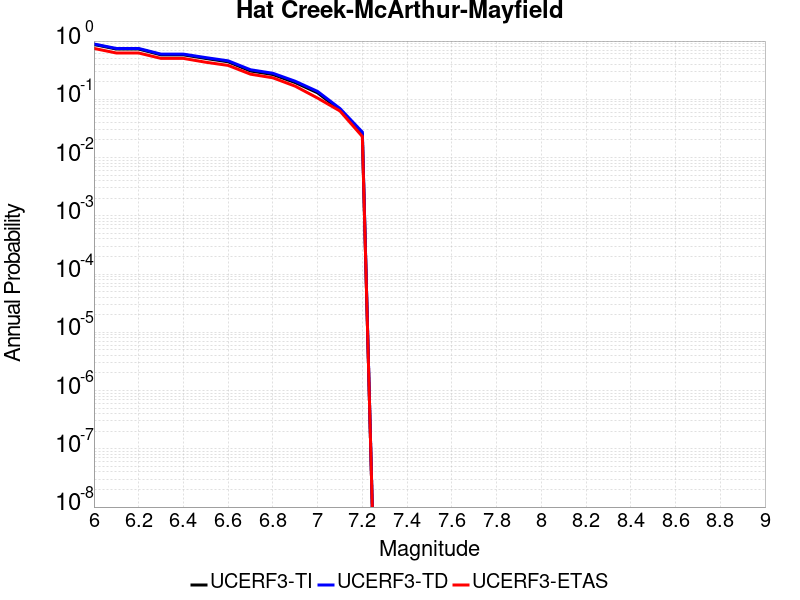 Hat Creek-McArthur-Mayfield
Annual Probability
10^0
10^-1
10^-2
10^-3
10^-4
10^-5
10^-6
10^-7
10^-8
6 6.2 6.4 6.6 6.8 7 7.2 7.4 7.6 7.8 8 8.2 8.4 8.6 8.8 9
Magnitude
UCERF3-TI UCERF3-TD UCERF3-ETAS